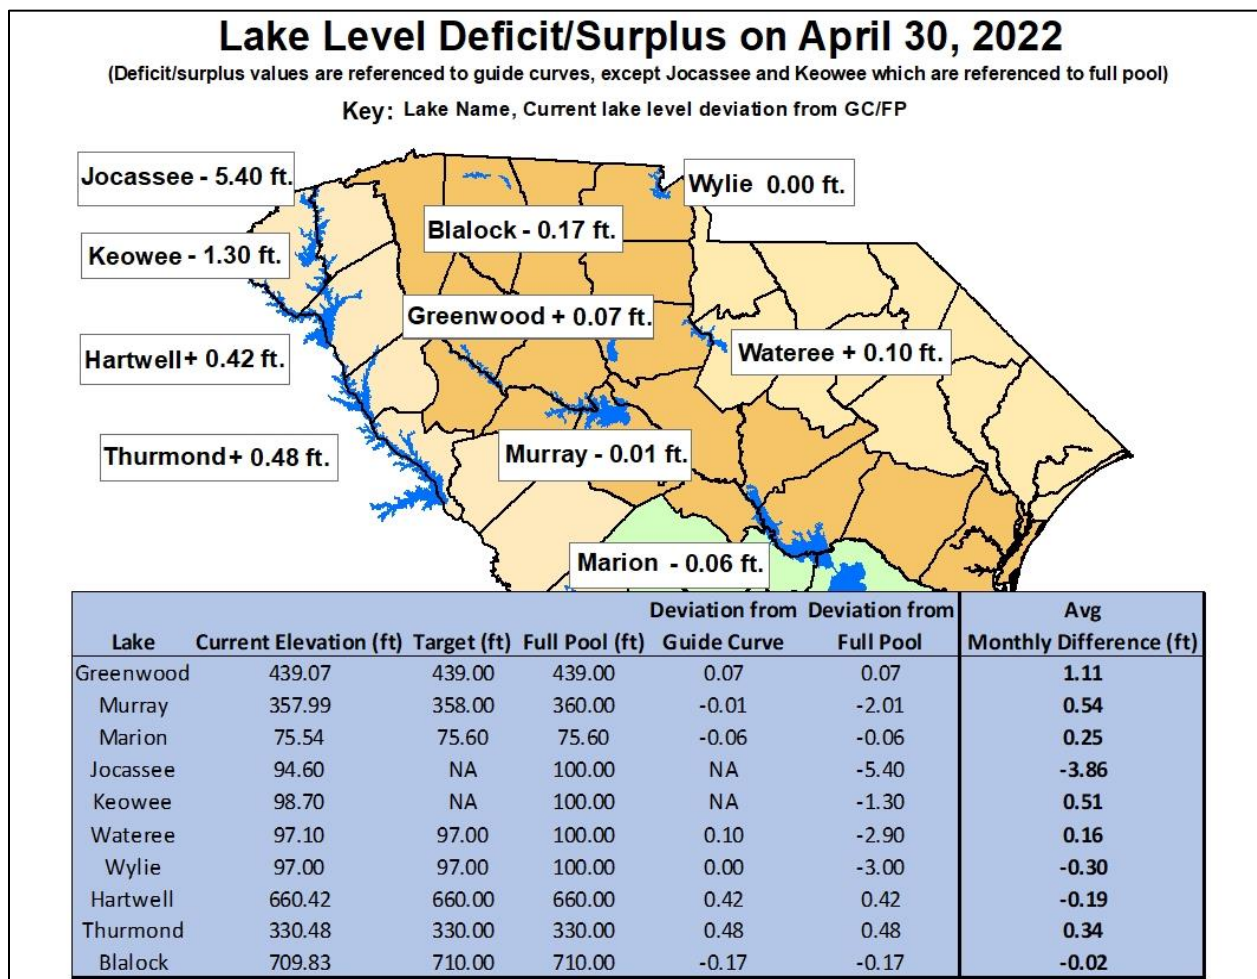 Lake Level Deficit/Surplus on April 30, 2022
(Deficit/surplus values are referenced to guide curves, except Jocassee and Keowee which are referenced to full pool)
Key: Lake Name, Current lake level deviation from GC/FP
Jocassee - 5.40 ft.
Wylie 0.00 ft.
Blalock - 0.17 ft.
Keowee - 1.30 ft.
Greenwood + 0.07 ft.
Hartwell + 0.42 ft.
Wateree + 0.10 ft.
Thurmond + 0.48 ft.
Murray - 0.01 ft.
Marion - 0.06 ft.
Deviation from Deviation from Avg
Lake Current Elevation (ft) Target (ft) Full Pool (ft) Guide Curve Full Pool Monthly Difference (ft)
Greenwood 439.07 439.00 439.00 0.07 0.07 1.11
Murray 357.99 358.00 360.00 -0.01 -2.01 0.54
Marion 75.54 75.60 75.60 -0.06 -0.06 0.25
Jocassee 94.60 NA 100.00 NA -5.40 -3.86
Keowee 98.70 NA 100.00 NA -1.30 0.51
Wateree 97.10 97.00 100.00 0.10 -2.90 0.16
Wylie 97.00 97.00 100.00 0.00 -3.00 -0.30
Hartwell 660.42 660.00 660.00 0.42 0.42 -0.19
Thurmond 330.48 330.00 330.00 0.48 0.48 0.34
Blalock 709.83 710.00 710.00 -0.17 -0.17 -0.02